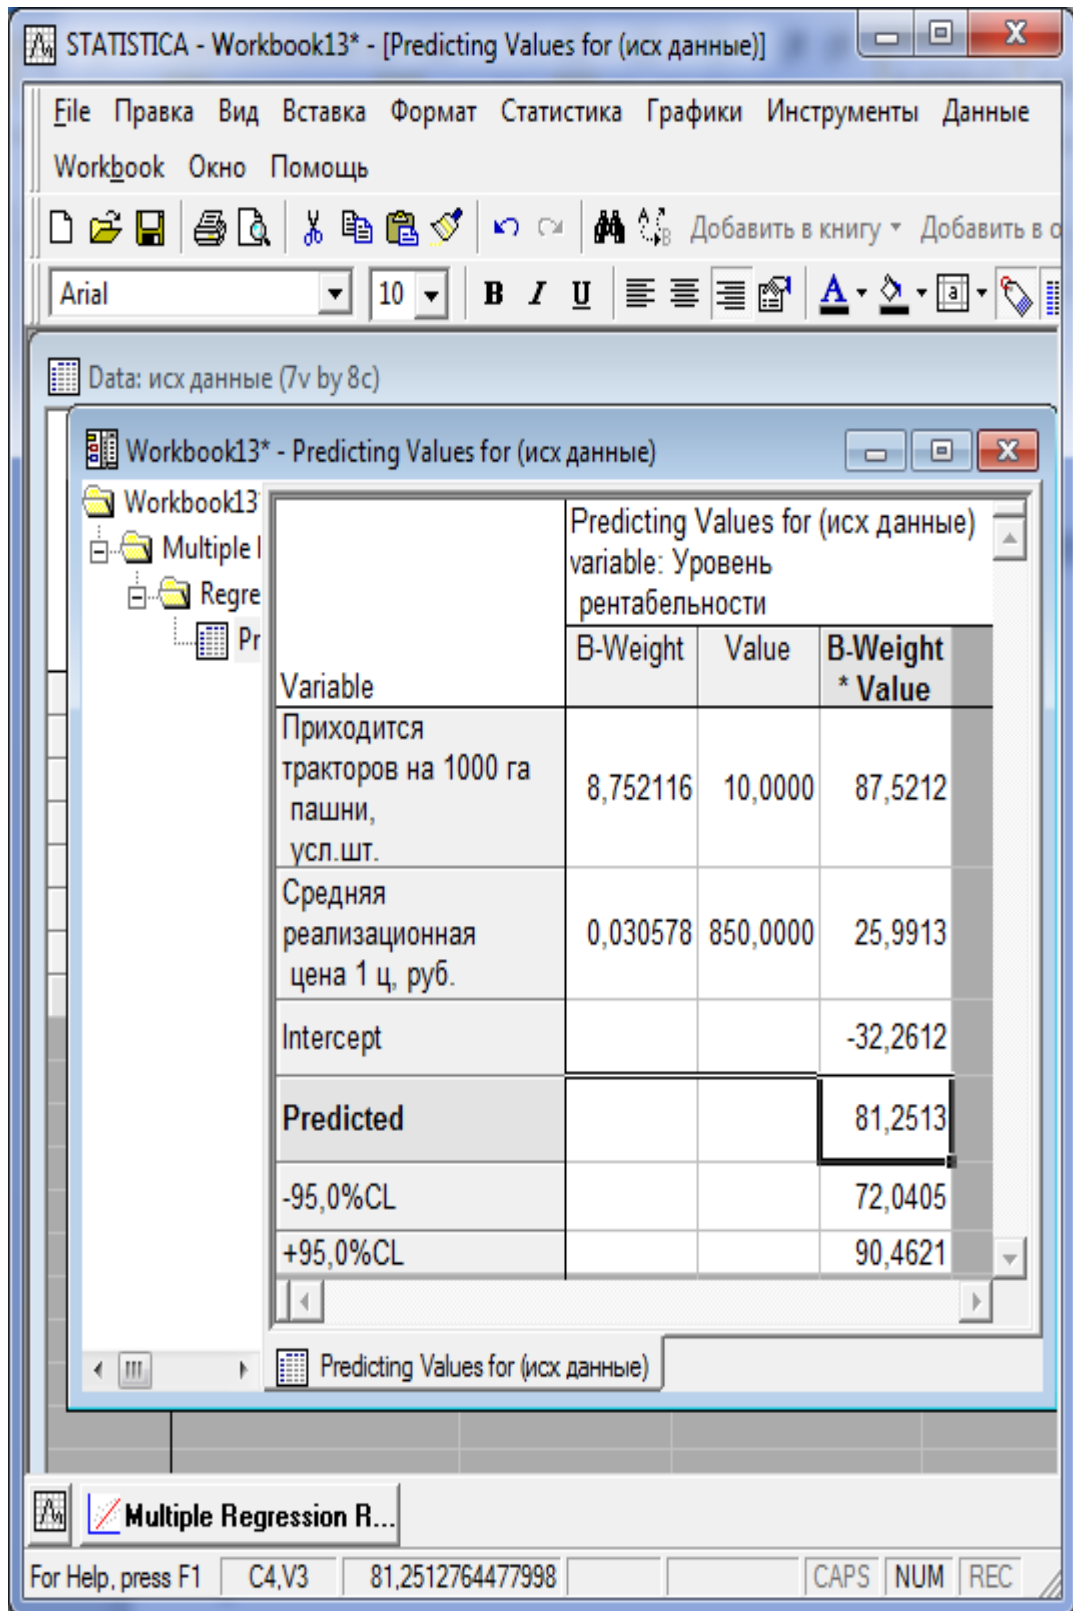 STATISTICA - Workbook13* - [Predicting Values for (исх данные)]
File Правка Вид Вставка Формат Статистика Графики Инструменты Данные
Workbook Окно Помощь
Добавить в книгу Добавить в о
Arial 10 B I U A a
Data: исх данные (7v by 8c)
Workbook13* - Predicting Values for (исх данные)
Workbook13
Multiple
Regre
Pr
Predicting Values for (исх данные)
variable: Уровень
рентабельности
Variable B-Weight Value B-Weight
* Value
Приходится
тракторов на 1000 га
пашни,
усл.шт.
8,752116 10,0000 87,5212
Средняя
реализационная
цена 1 ц, руб.
0,030578 850,0000 25,9913
Intercept -32,2612
Predicted 81,2513
-95,0%CL 72,0405
+95,0%CL 90,4621
Predicting Values for (исх данные)
Multiple Regression R...
For Help, press F1 C4,V3 81,2512764477998 CAPS NUM REC